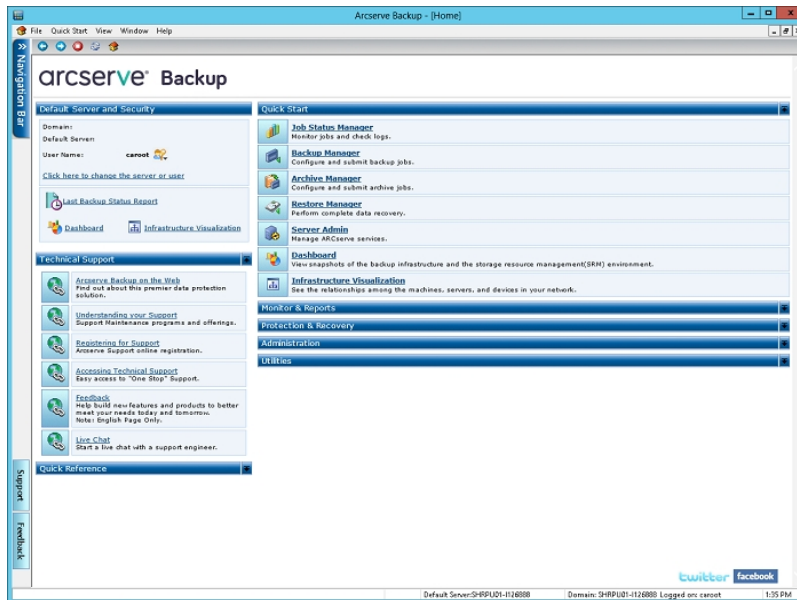 Arcserve Backup - [Home]
File Quick Start View Window Help
Navigation Bar
arcserve® Backup
Default Server and Security
Domain:
Default Server:
User Name: caroot
Click here to change the server or user
Last Backup Status Report
Dashboard Infrastructure Visualization
Technical Support
Arcserve Backup on the Web
Find out about this premier data protection
solution.
Understanding your Support
Support Maintenance programs and offerings.
Registering for Support
Arcserve Support online registration.
Accessing Technical Support
Easy access to "One Stop" Support.
Feedback
Help build new features and products to better
meet your needs today and tomorrow.
Note: English Page Only.
Live Chat
Start a live chat with a support engineer.
Quick Reference
Quick Start
Job Status Manager
Monitor jobs and check logs.
Backup Manager
Configure and submit backup jobs.
Archive Manager
Configure and submit archive jobs.
Restore Manager
Perform complete data recovery.
Server Admin
Manage ARCserve services.
Dashboard
View snapshots of the backup infrastructure and the storage resource management(SRM) environment.
Infrastructure Visualization
See the relationships among the machines, servers, and devices in your network.
Monitor & Reports
Protection & Recovery
Administration
Utilities
Support
Feedback
twitter facebook
Default Server:SHRPU01-I126888 Domain: SHRPU01-I126888 Logged on: caroot 1:35 PM